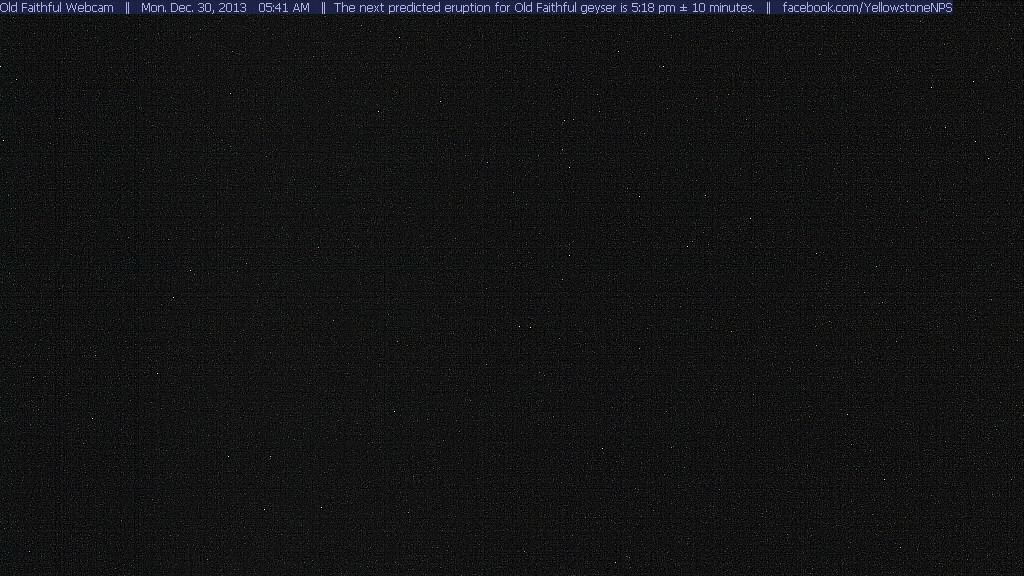 Old Faithful Webcam || Mon. Dec. 30, 2013 05:41 AM || The next predicted eruption for Old Faithful geyser is 5:18 pm ± 10 minutes. || facebook.com/YellowstoneNPS